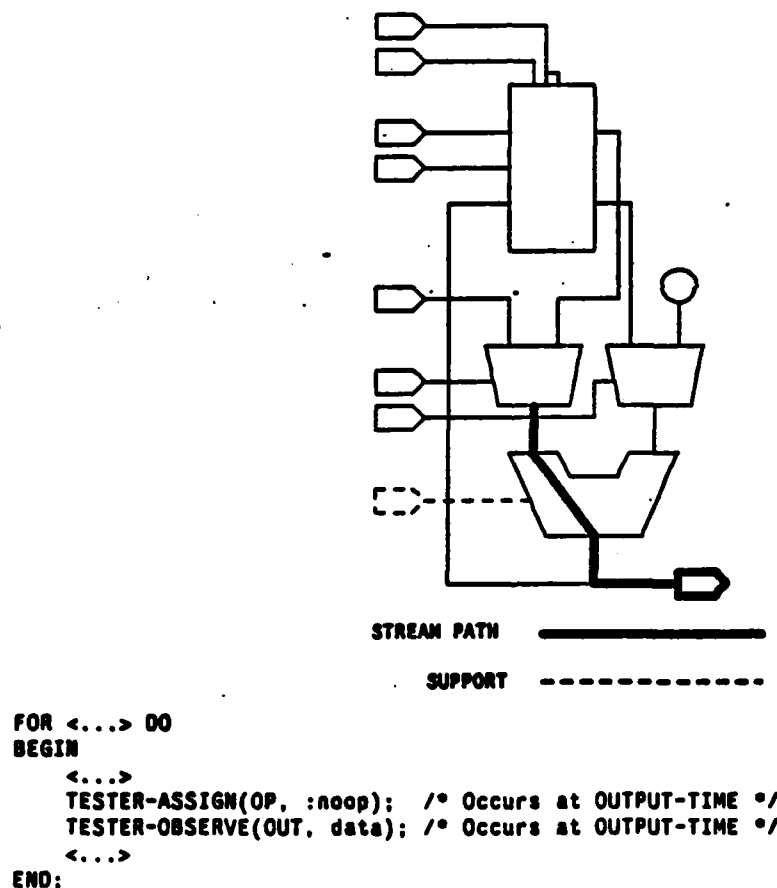 STREAM PATH
SUPPORT
FOR <...> DO
BEGIN
<...>
TESTER-ASSIGN(OP, :noop); /* Occurs at OUTPUT-TIME */
TESTER-OBSERVE(OUT, data); /* Occurs at OUTPUT-TIME */
<...>
END;